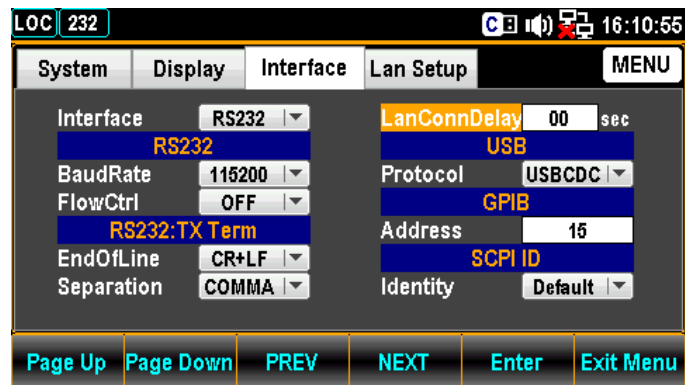 LOC 232 C 16:10:55
System Display Interface Lan Setup MENU
Interface RS232 LanConnDelay 00 sec
RS232 USB
BaudRate 115200 Protocol USBCDC
FlowCtrl OFF GPIB
RS232:TX Term Address 15
EndOfLine CR+LF SCPI ID
Separation COMMA Identity Default
Page Up Page Down PREV NEXT Enter Exit Menu